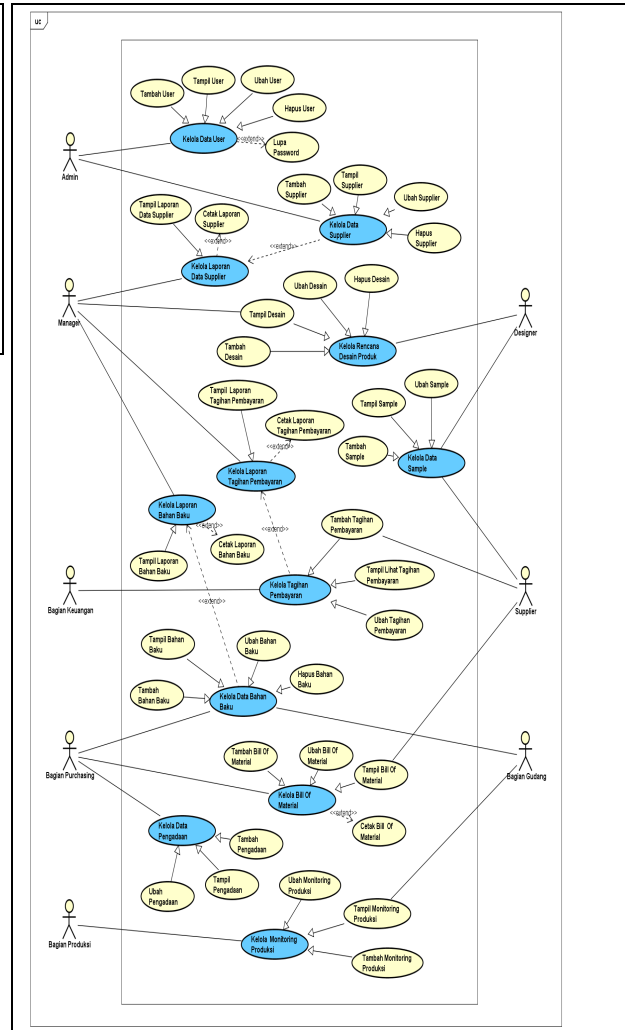 uc
Tampil User
Ubah User
Tambah User
Hapus User
Kelola Data User
<<extend>>
Lupa
Password
Admin
Tambah
Supplier
Tampil
Supplier
Ubah Supplier
Tampil Laporan
Data Supplier
Cetak Laporan
Supplier
Kelola Data
Supplier
Hapus
Supplier
<<extend>>
<<extend>>
Kelola Laporan
Data Supplier
Manager
Ubah Desain
Hapus Desain
Tampil Desain
Designer
Tambah
Desain
Kelola Rencana
Desain Produk
Tampil Laporan
Tagihan Pembayaran
Ubah Sample
Tampil Sample
Cetak Laporan
Tagihan Pembayaran
<<extend>>
Tambah
Sample
Kelola Data
Sample
Kelola Laporan
Tagihan Pembayaran
Kelola Laporan
Bahan Baku
<<extend>>
Cetak Laporan
Bahan Baku
Tampil Laporan
Bahan Baku
<<extend>>
Tambah Tagihan
Pembayaran
Tampil Lihat Tagihan
Pembayaran
Kelola Tagihan
Pembayaran
Bagian Keuangan
Supplier
<<extend>>
Ubah Tagihan
Pembayaran
Tampil Bahan
Baku
Ubah Bahan
Baku
Hapus Bahan
Baku
Tambah
Bahan Baku
Kelola Data Bahan
Baku
Bagian Purchasing
Bagian Gudang
Tambah Bill Of
Material
Ubah Bill Of
Material
Tampil Bill Of
Material
Kelola Bill Of
Material
<<extend>>
Cetak Bill Of
Material
Kelola Data
Pengadaan
Tambah
Pengadaan
Ubah
Pengadaan
Tampil
Pengadaan
Ubah Monitoring
Produksi
Tampil Monitoring
Produksi
Bagian Produksi
Kelola Monitoring
Produksi
Tambah Monitoring
Produksi